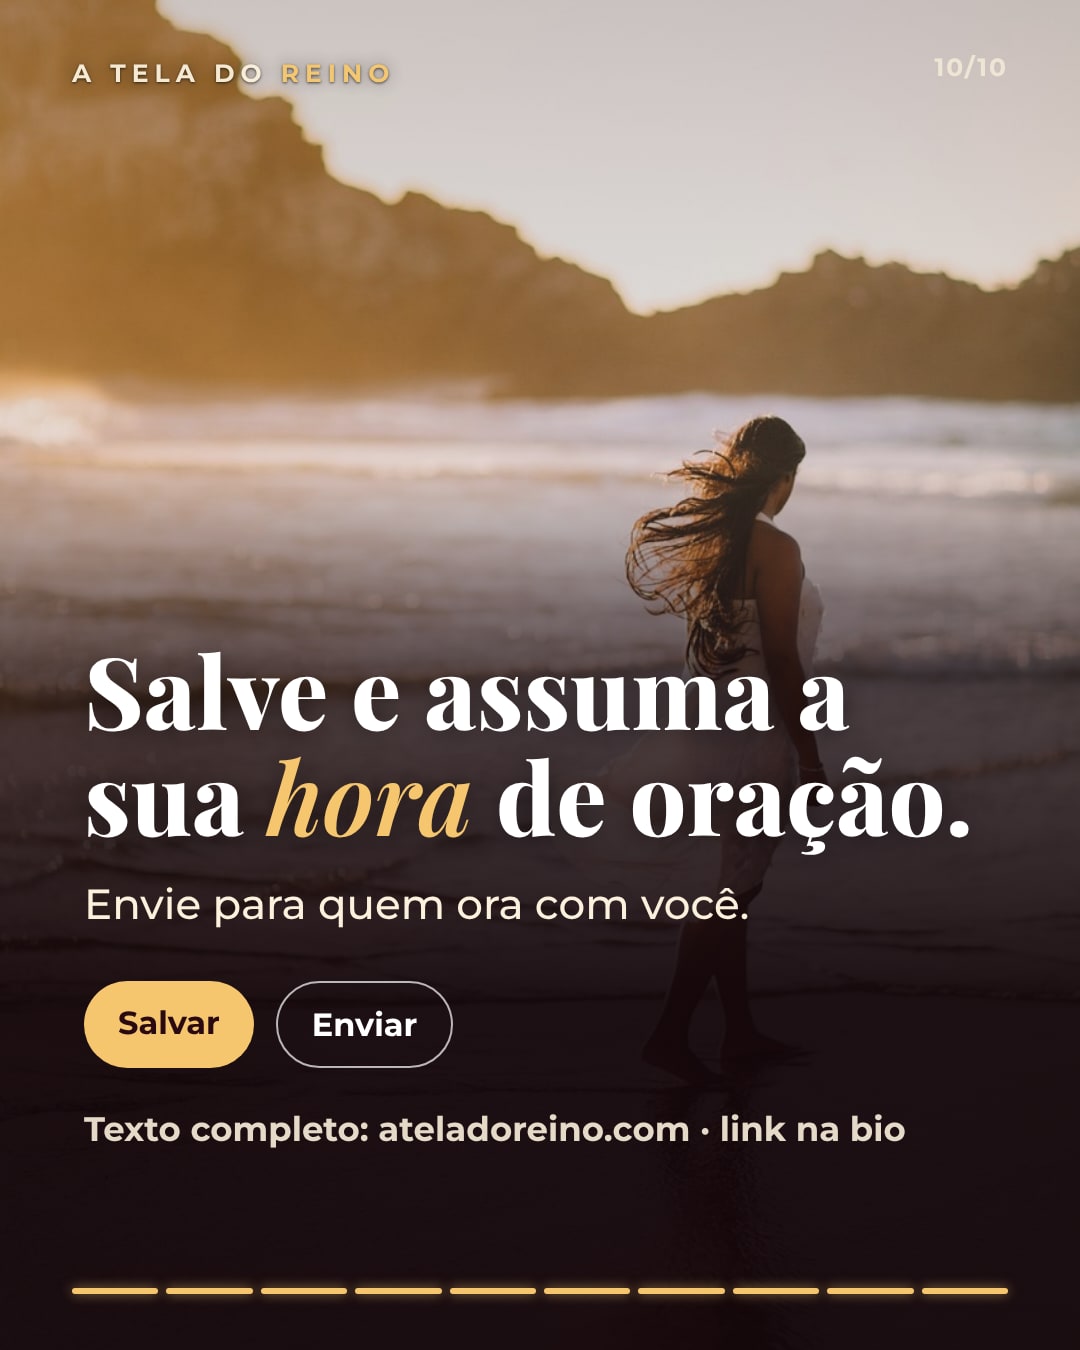 A TELA DO REINO
10/10
Salve e assuma a
sua hora de oração.
Envie para quem ora com você.
Salvar
Enviar
Texto completo: ateladoreino.com · link na bio